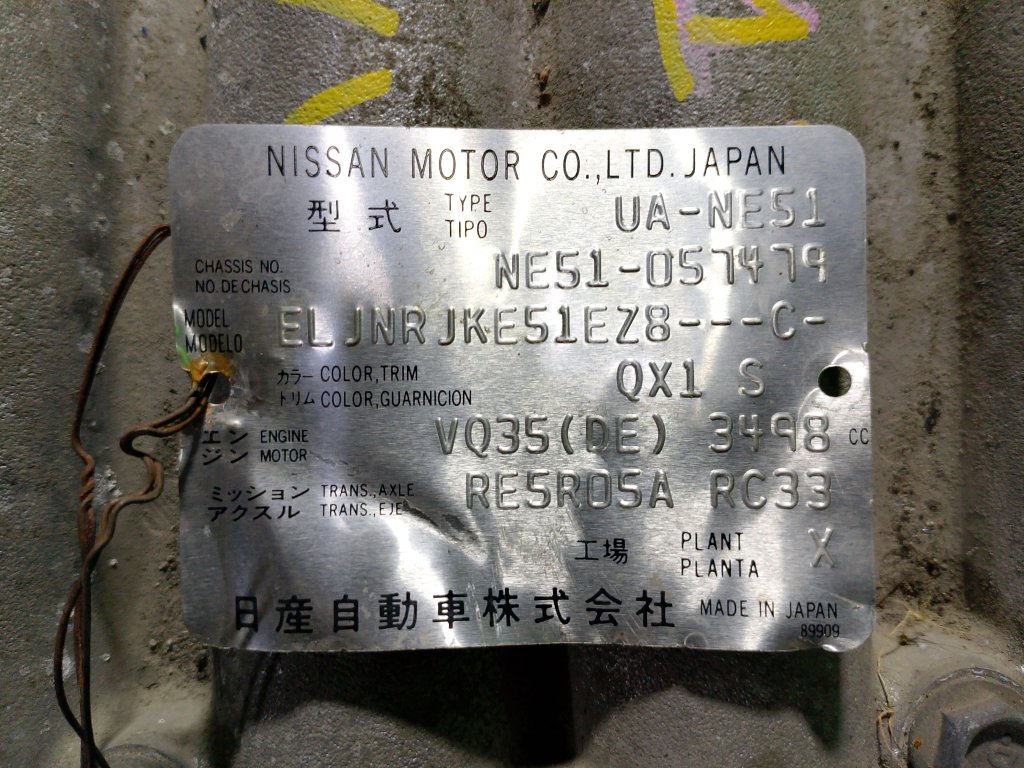 NISSAN MOTOR CO.,LTD. JAPAN
型式 TYPE TIPO UA-NE51
CHASSIS NO. NO. DE CHASIS NE51-057479
MODEL MODELO ELJNRJKE51EZ8---C-
カラー COLOR,TRIM QX1 S
トリム COLOR,GUARNICION
エンジン ENGINE MOTOR VQ35(DE) 3498 CC
ミッション TRANS.,AXLE RE5R05A RC33
アクスル TRANS.,EJE
工場 PLANT PLANTA X
日産自動車株式会社 MADE IN JAPAN
89909